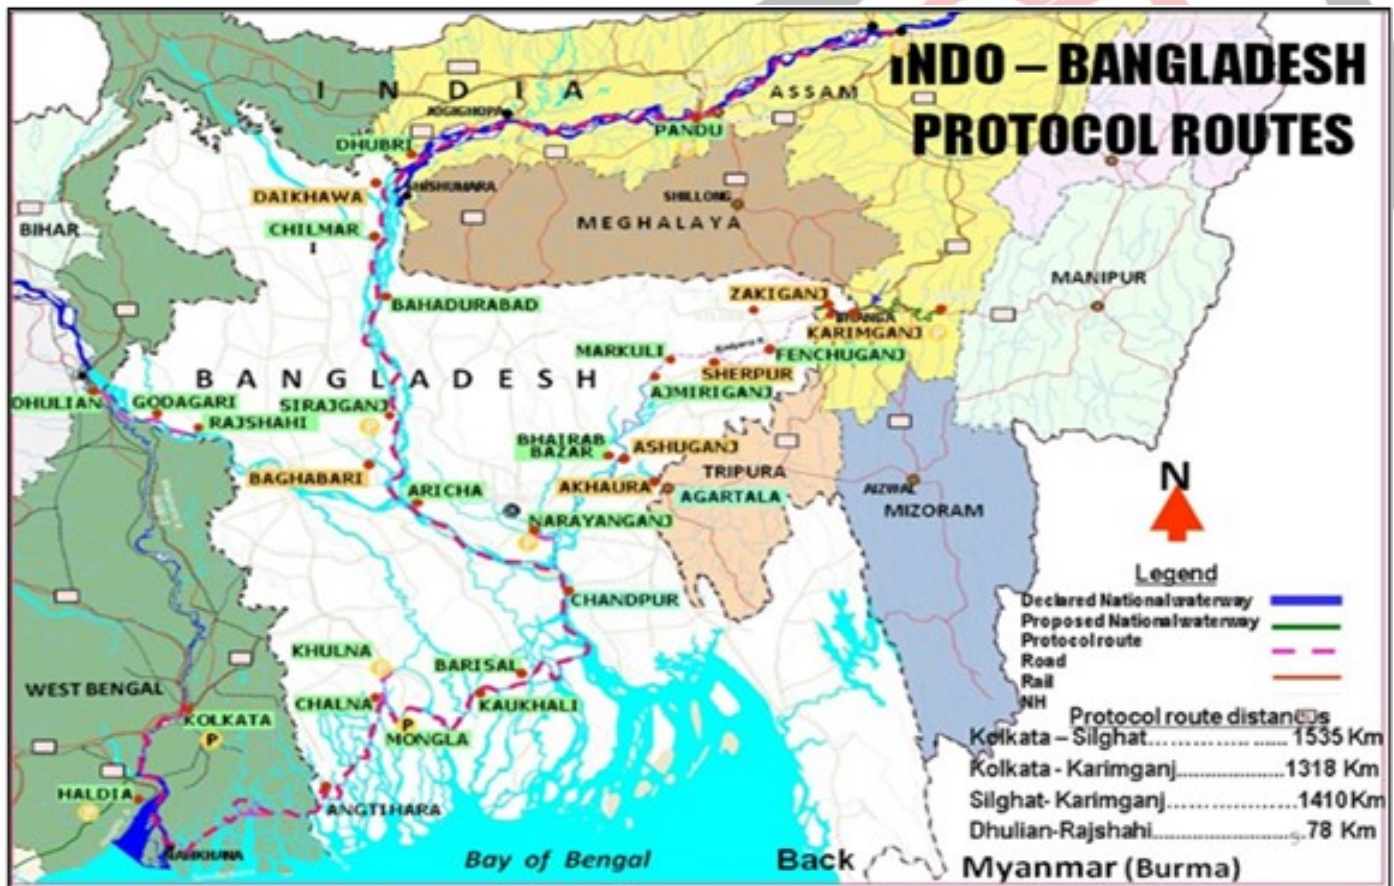 INDO – BANGLADESH
PROTOCOL ROUTES
I N D I A
ASSAM
JOGIGHOPA
PANDU
DHUBRI
DAIKHAWA
SHILLONG
CHILMAR
I
MEGHALAYA
BIHAR
MANIPUR
BAHADURABAD
ZAKIGANJ
KARIMGANJ
MARKULI
FENCHUGANJ
SHERPUR
B A N G L A D E S H
AJMIRIGANJ
DHULIAN
GODAGARI
SIRAJGANJ
RAJSHAHI
BHAIRAB
BAZAR
ASHUGANJ
TRIPURA
BAGHABARI
AKHAURA
AGARTALA
ARICHA
AIZWAL
MIZORAM
N
NARAYANGANJ
CHANDPUR
Legend
Declared National waterway
Proposed National waterway
Protocol route
Road
Rail
NH
KHULNA
BARISAL
WEST BENGAL
CHALNA
KAUKHALI
P
MONGLA
KOLKATA
P
HALDIA
ANGTIHARA
Protocol route distances
Kolkata – Silghat.................... 1535 Km
Kolkata - Karimganj.....................1318 Km
Silghat- Karimganj....................1410 Km
Dhulian-Rajshahi........................78 Km
Bay of Bengal
Back
Myanmar (Burma)